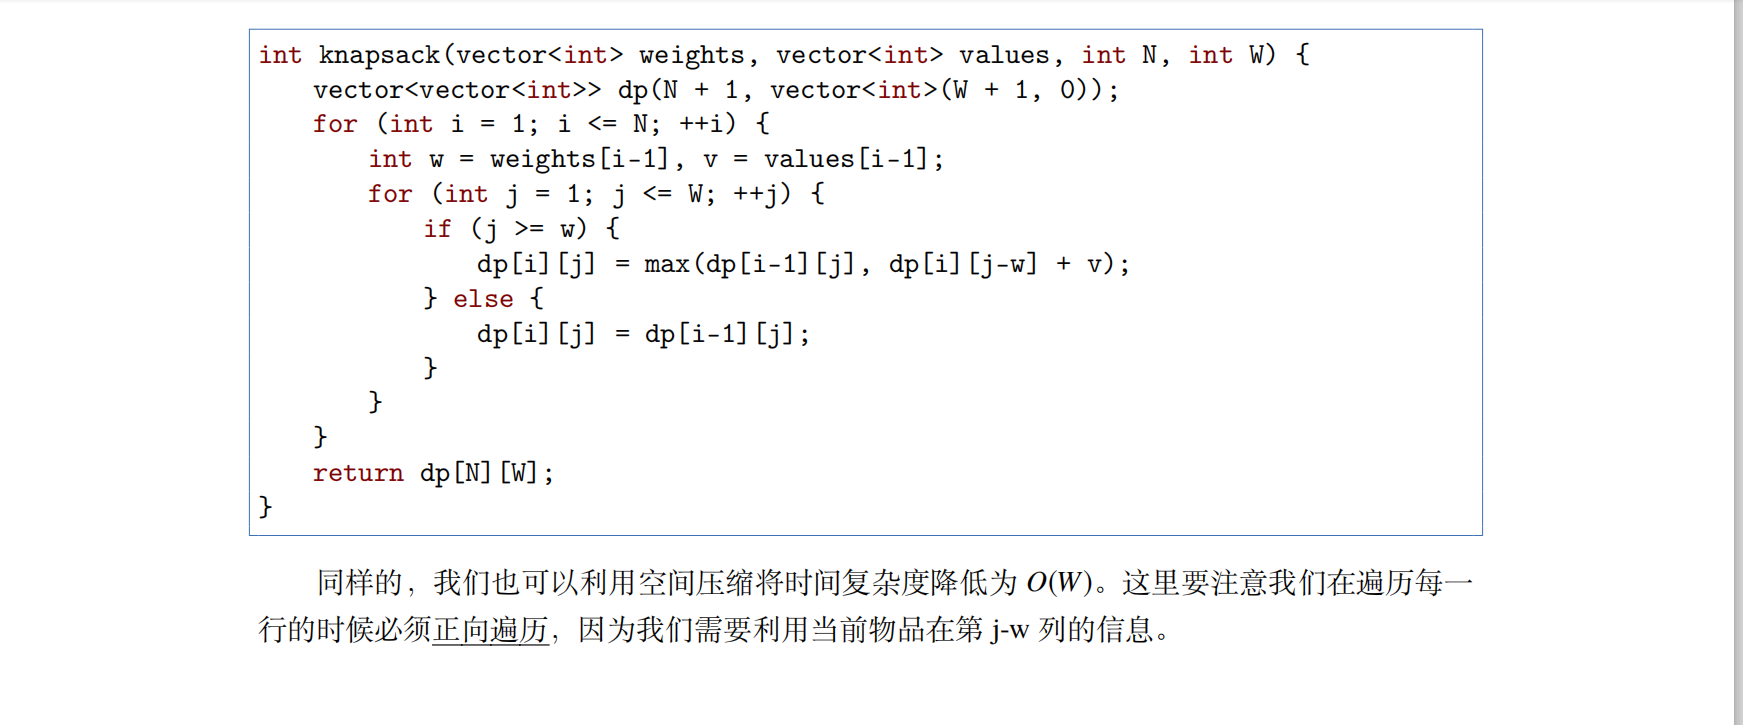 int knapsack(vector<int> weights, vector<int> values, int N, int W) {
    vector<vector<int>> dp(N + 1, vector<int>(W + 1, 0));
    for (int i = 1; i <= N; ++i) {
        int w = weights[i-1], v = values[i-1];
        for (int j = 1; j <= W; ++j) {
            if (j >= w) {
                dp[i][j] = max(dp[i-1][j], dp[i][j-w] + v);
            } else {
                dp[i][j] = dp[i-1][j];
            }
        }
    }
    return dp[N][W];
}
同样的，我们也可以利用空间压缩将时间复杂度降低为 O(W)。这里要注意我们在遍历每一
行的时候必须正向遍历，因为我们需要利用当前物品在第 j-w 列的信息。